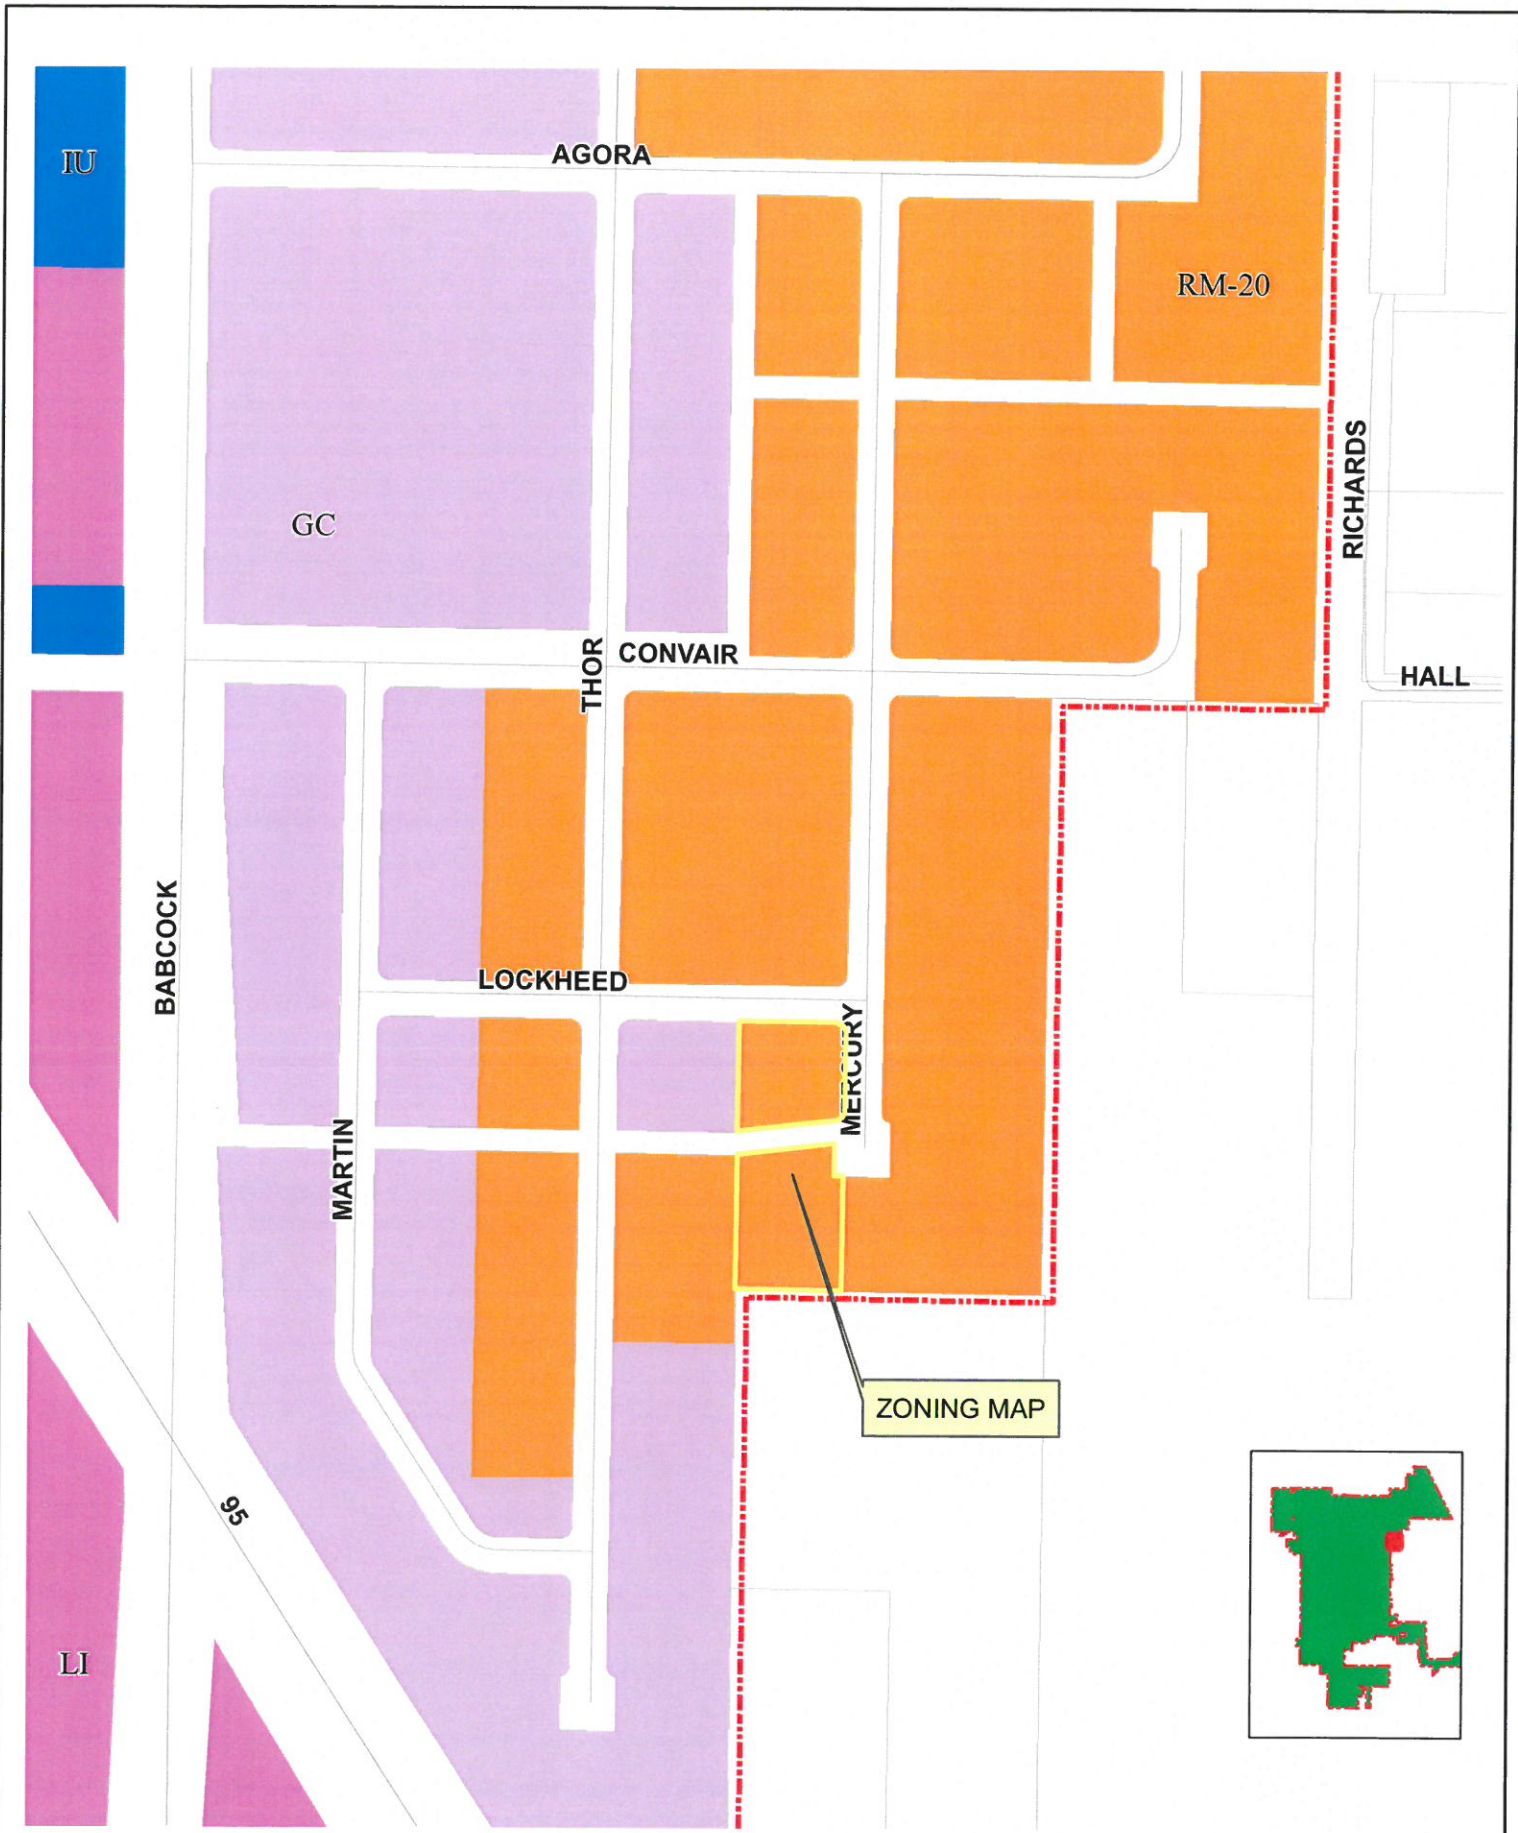 AGORA
IU
RM-20
RICHARDS
GC
THOR
CONVAIR
HALL
BABCOCK
LOCKHEED
MERCURY
MARTIN
ZONING MAP
95
LI